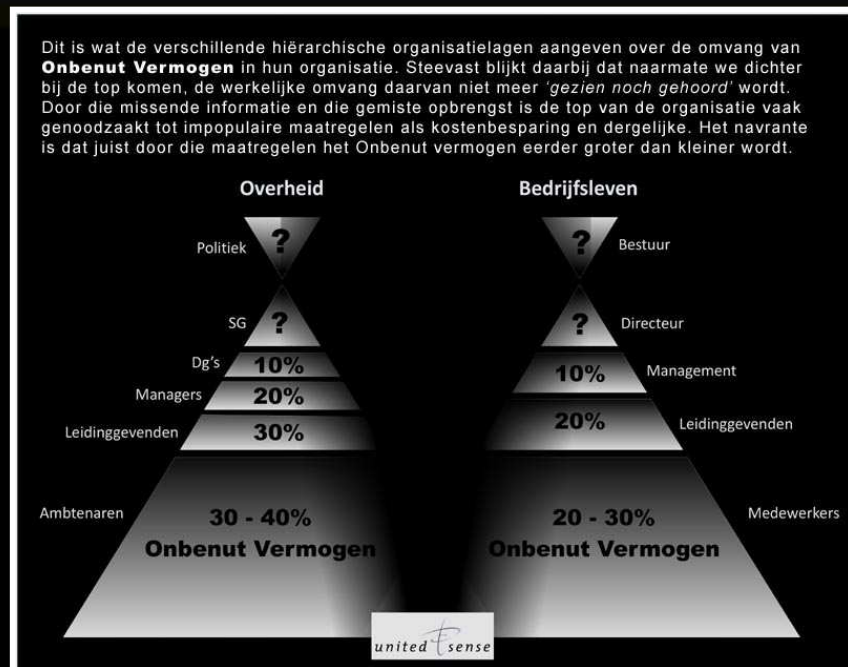 Dit is wat de verschillende hiërarchische organisatielagen aangeven over de omvang van
Onbenut Vermogen in hun organisatie. Steevast blijkt daarbij dat naarmate we dichter
bij de top komen, de werkelijke omvang daarvan niet meer 'gezien noch gehoord' wordt.
Door die missende informatie en die gemiste opbrengst is de top van de organisatie vaak
genoodzaakt tot impopulaire maatregelen als kostenbesparing en dergelijke. Het navrante
is dat juist door die maatregelen het Onbenut vermogen eerder groter dan kleiner wordt.
Overheid
Politiek
?
SG
?
Dg's
10%
Managers
20%
Leidinggevenden
30%
Ambtenaren
30 - 40%
Onbenut Vermogen
Bedrijfsleven
?
Bestuur
?
Directeur
10%
Management
20%
Leidinggevenden
20 - 30%
Onbenut Vermogen
Medewerkers
united sense